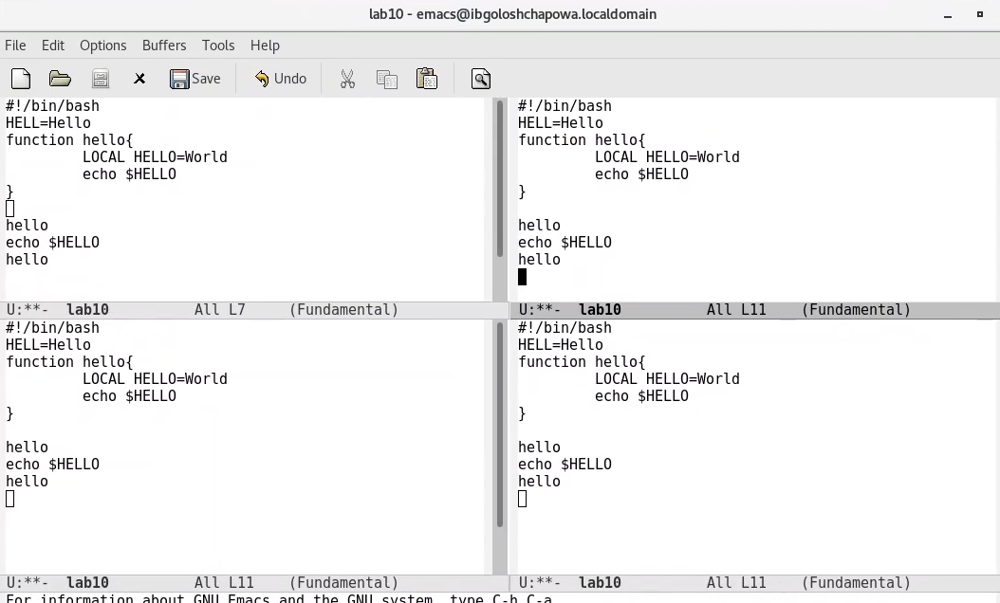 lab10 - emacs@ibgoloshchapowa.localdomain
File Edit Options Buffers Tools Help
Save Undo
#!/bin/bash
HELL=Hello
function hello{
LOCAL HELLO=World
echo $HELLO
}
hello
echo $HELLO
hello
U:**- lab10 All L7 (Fundamental)
#!/bin/bash
HELL=Hello
function hello{
LOCAL HELLO=World
echo $HELLO
}
hello
echo $HELLO
hello
U:**- lab10 All L11 (Fundamental)
#!/bin/bash
HELL=Hello
function hello{
LOCAL HELLO=World
echo $HELLO
}
hello
echo $HELLO
hello
U:**- lab10 All L11 (Fundamental)
#!/bin/bash
HELL=Hello
function hello{
LOCAL HELLO=World
echo $HELLO
}
hello
echo $HELLO
hello
U:**- lab10 All L11 (Fundamental)
For information about GNU Emacs and the GNU system, type C-h C-a.